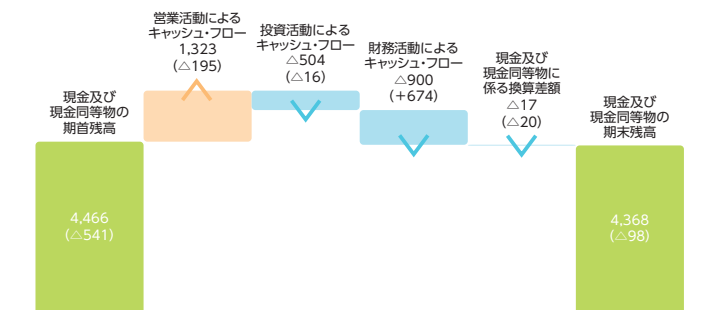 営業活動による
キャッシュ・フロー
1,323
(△195)
投資活動による
キャッシュ・フロー
△504
(△16)
財務活動による
キャッシュ・フロー
△900
(+674)
現金及び
現金同等物に
係る換算差額
△17
(△20)
現金及び
現金同等物の
期首残高
4,466
(△541)
現金及び
現金同等物の
期末残高
4,368
(△98)